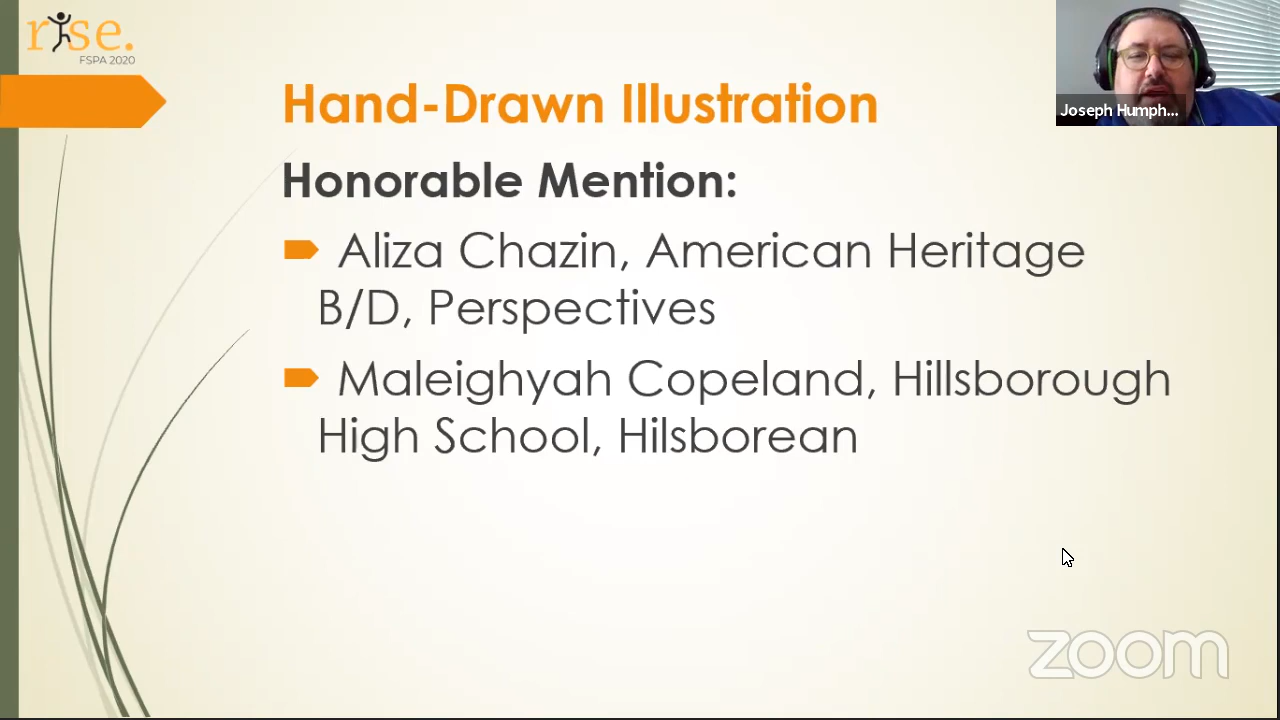 rise.
FSPA 2020
Hand-Drawn Illustration
Joseph Humph...
Honorable Mention:
Aliza Chazin, American Heritage
B/D, Perspectives
Maleighyah Copeland, Hillsborough
High School, Hilsborean
zoom